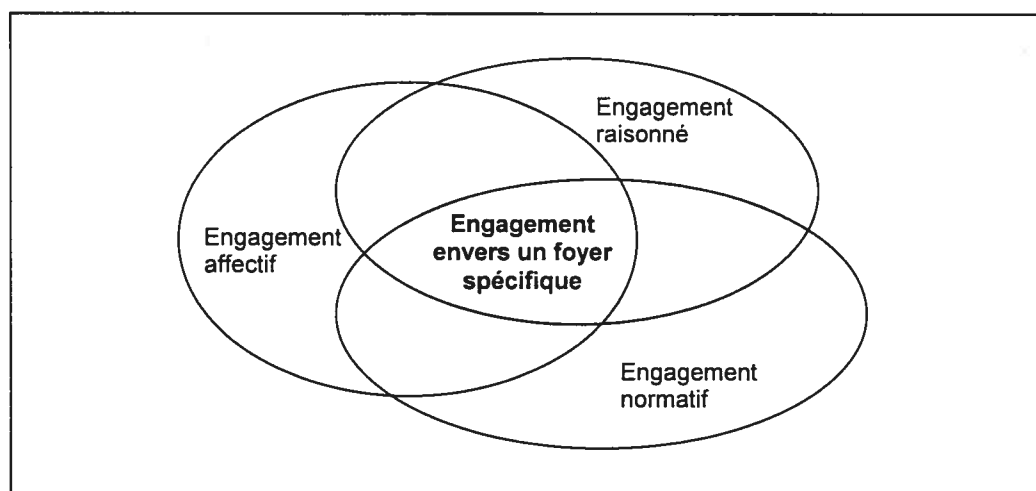 Engagement
raisonné
Engagement
affectif
Engagement
envers un foyer
spécifique
Engagement
normatif